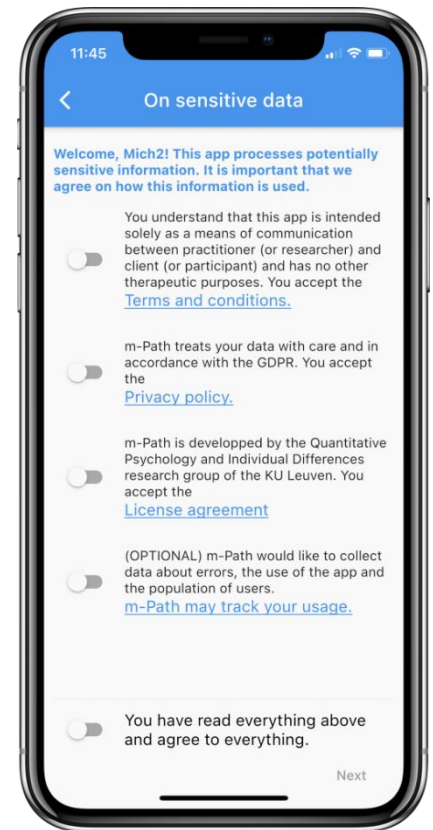 11:45
On sensitive data
Welcome, Mich2! This app processes potentially
sensitive information. It is important that we
agree on how this information is used.
You understand that this app is intended
solely as a means of communication
between practitioner (or researcher) and
client (or participant) and has no other
therapeutic purposes. You accept the
Terms and conditions.
m-Path treats your data with care and in
accordance with the GDPR. You accept
the
Privacy policy.
m-Path is developped by the Quantitative
Psychology and Individual Differences
research group of the KU Leuven. You
accept the
License agreement
(OPTIONAL) m-Path would like to collect
data about errors, the use of the app and
the population of users.
m-Path may track your usage.
You have read everything above
and agree to everything.
Next